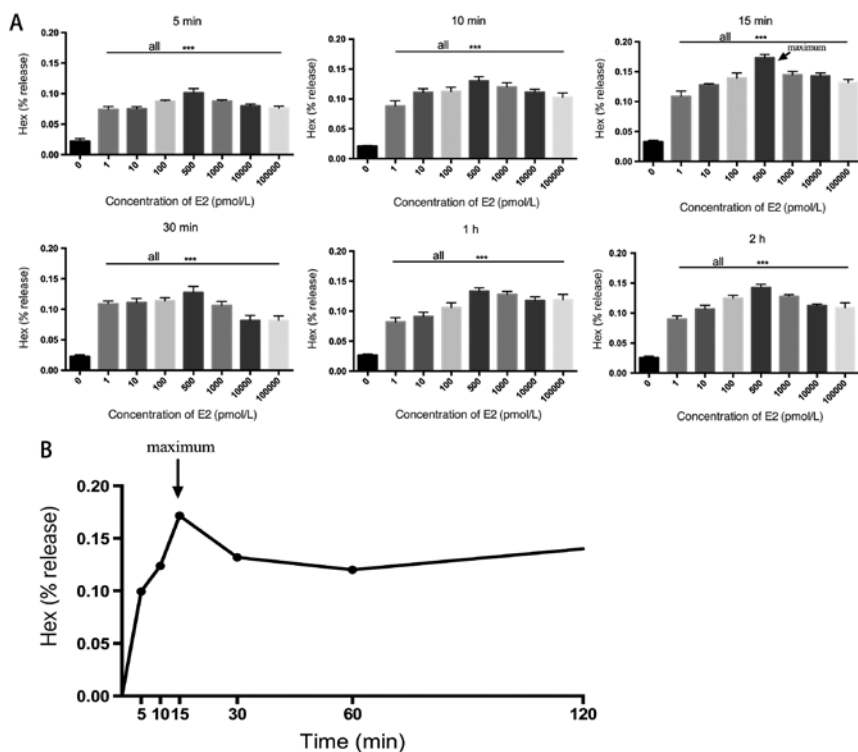 A
5 min
all ***
Hex (% release)
0.20
0.15
0.10
0.05
0.00
0 1 10 100 500 1000 10000 100000
Concentration of E2 (pmol/L)
10 min
all ***
Hex (% release)
0.20
0.15
0.10
0.05
0.00
0 1 10 100 500 1000 10000 100000
Concentration of E2 (pmol/L)
15 min
all ***
maximum
Hex (% release)
0.20
0.15
0.10
0.05
0.00
0 1 10 100 500 1000 10000 100000
Concentration of E2 (pmol/L)
30 min
all ***
Hex (% release)
0.20
0.15
0.10
0.05
0.00
0 1 10 100 500 1000 10000 100000
Concentration of E2 (pmol/L)
1 h
all ***
Hex (% release)
0.20
0.15
0.10
0.05
0.00
0 1 10 100 500 1000 10000 100000
Concentration of E2 (pmol/L)
2 h
all ***
Hex (% release)
0.20
0.15
0.10
0.05
0.00
0 1 10 100 500 1000 10000 100000
Concentration of E2 (pmol/L)
B
maximum
Hex (% release)
0.20
0.15
0.10
0.05
0.00
5 10 15 30 60 120
Time (min)